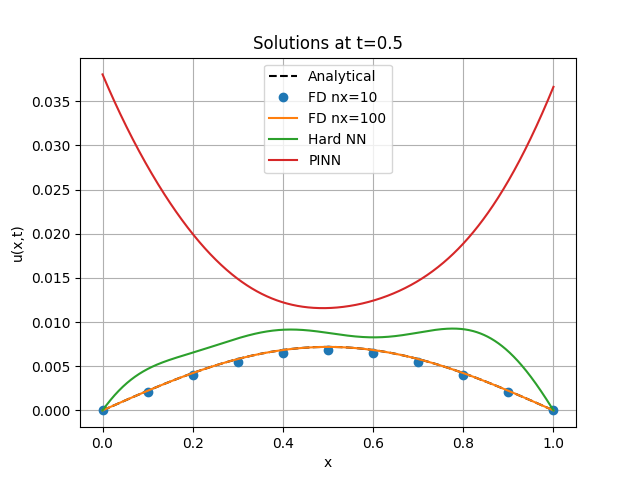 Solutions at t=0.5
Analytical
FD nx=10
FD nx=100
Hard NN
PINN
u(x,t)
0.035
0.030
0.025
0.020
0.015
0.010
0.005
0.000
0.0 0.2 0.4 0.6 0.8 1.0
x